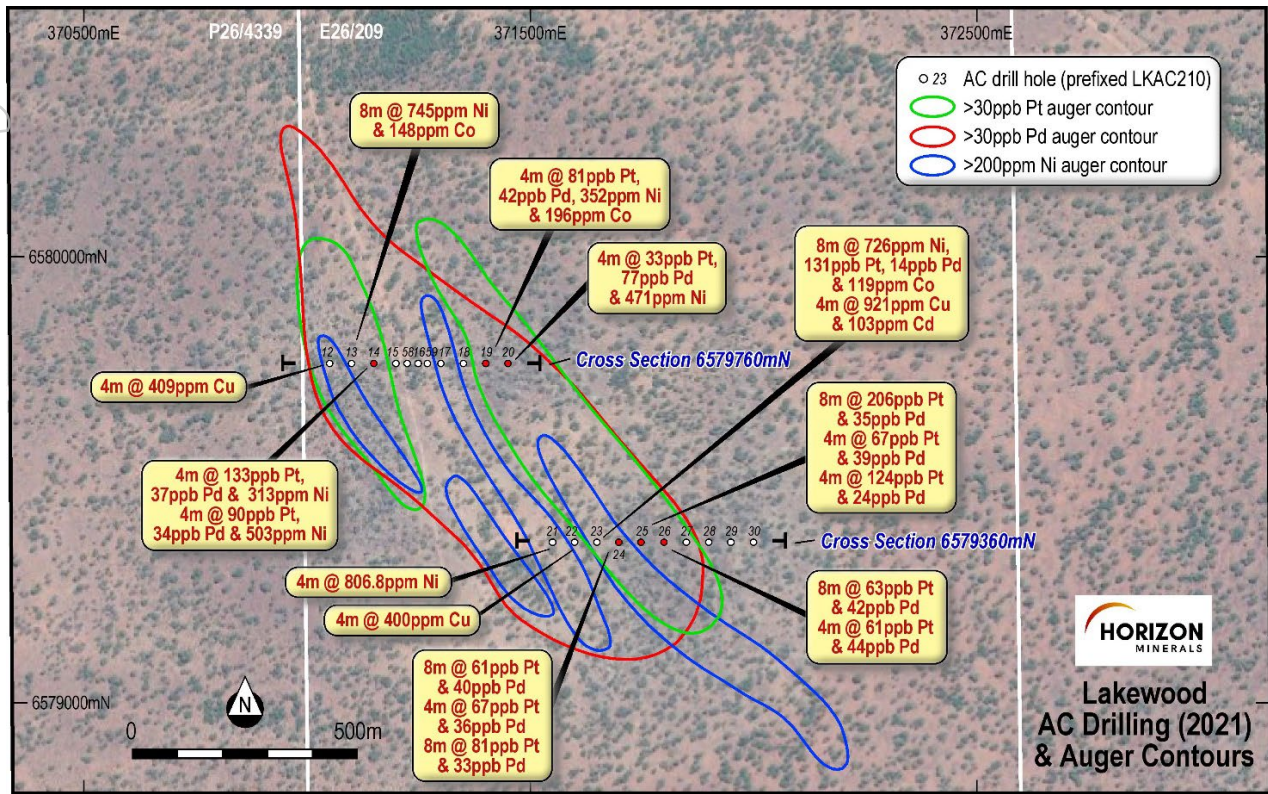 370500mE
P26/4339
E26/209
371500mE
372500mE
23 AC drill hole (prefixed LKAC210)
>30ppb Pt auger contour
>30ppb Pd auger contour
>200ppm Ni auger contour
8m @ 745ppm Ni
& 148ppm Co
4m @ 81ppb Pt,
42ppb Pd, 352ppm Ni
& 196ppm Co
4m @ 33ppb Pt,
77ppb Pd
& 471ppm Ni
8m @ 726ppm Ni,
131ppb Pt, 14ppb Pd
& 119ppm Co
4m @ 921ppm Cu
& 103ppm Cd
6580000mN
12 13 14 15 58 16 59 17 18 19 20
Cross Section 6579760mN
4m @ 409ppm Cu
4m @ 133ppb Pt,
37ppb Pd & 313ppm Ni
4m @ 90ppb Pt,
34ppb Pd & 503ppm Ni
8m @ 206ppb Pt
& 35ppb Pd
4m @ 67ppb Pt
& 39ppb Pd
4m @ 124ppb Pt
& 24ppb Pd
21 22 23 24 25 26 27 28 29 30
Cross Section 6579360mN
4m @ 806.8ppm Ni
4m @ 400ppm Cu
8m @ 61ppb Pt
& 40ppb Pd
4m @ 67ppb Pt
& 36ppb Pd
8m @ 81ppb Pt
& 33ppb Pd
8m @ 63ppb Pt
& 42ppb Pd
4m @ 61ppb Pt
& 44ppb Pd
6579000mN
N
0 500m
HORIZON
MINERALS
Lakewood
AC Drilling (2021)
& Auger Contours